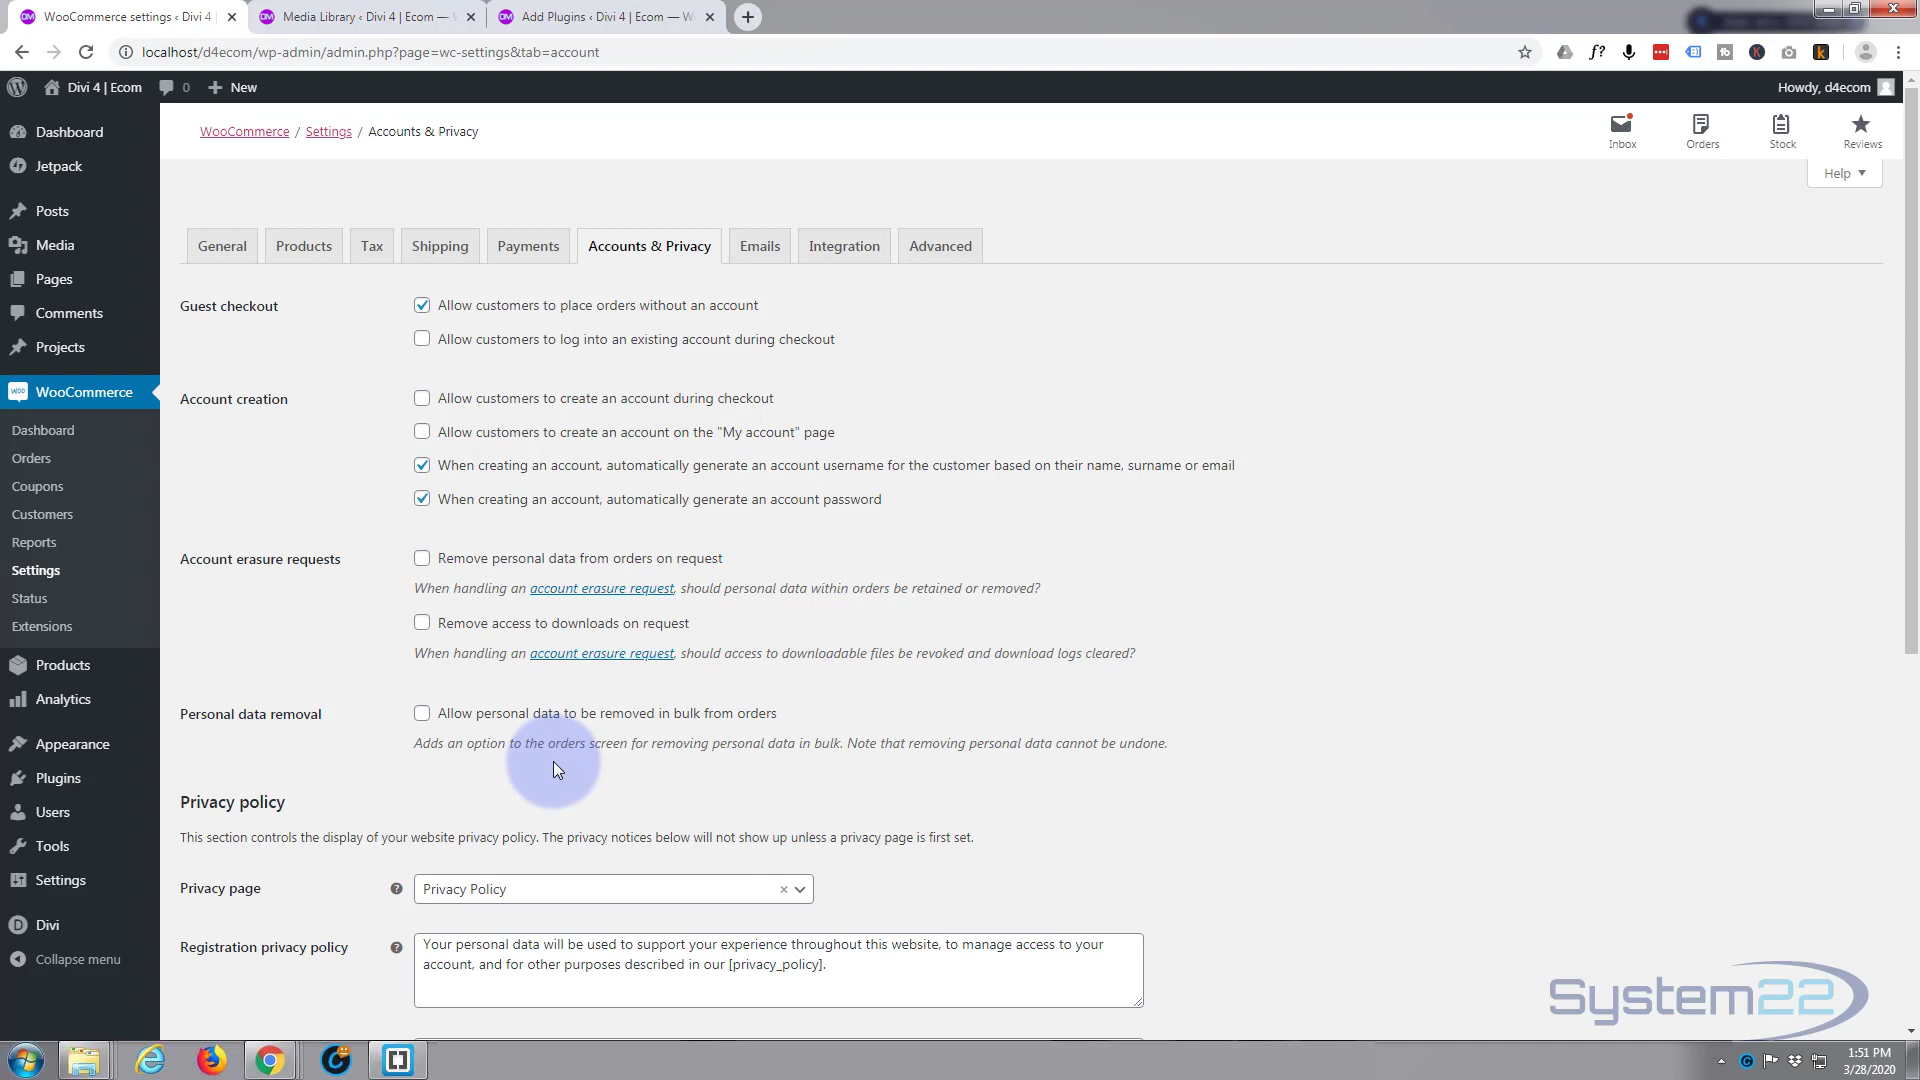 WooCommerce settings ‹ Divi 4 |
Media Library ‹ Divi 4 | Ecom — W
Add Plugins ‹ Divi 4 | Ecom — W
localhost/d4ecom/wp-admin/admin.php?page=wc-settings&tab=account
Divi 4 | Ecom
0
New
Howdy, d4ecom
Dashboard
Jetpack
Posts
Media
Pages
Comments
Projects
WooCommerce
Dashboard
Orders
Coupons
Customers
Reports
Settings
Status
Extensions
Products
Analytics
Appearance
Plugins
Users
Tools
Settings
Divi
Collapse menu
WooCommerce / Settings / Accounts & Privacy
Inbox
Orders
Stock
Reviews
Help
General
Products
Tax
Shipping
Payments
Accounts & Privacy
Emails
Integration
Advanced
Guest checkout
Allow customers to place orders without an account
Allow customers to log into an existing account during checkout
Account creation
Allow customers to create an account during checkout
Allow customers to create an account on the "My account" page
When creating an account, automatically generate an account username for the customer based on their name, surname or email
When creating an account, automatically generate an account password
Account erasure requests
Remove personal data from orders on request
When handling an account erasure request, should personal data within orders be retained or removed?
Remove access to downloads on request
When handling an account erasure request, should access to downloadable files be revoked and download logs cleared?
Personal data removal
Allow personal data to be removed in bulk from orders
Adds an option to the orders screen for removing personal data in bulk. Note that removing personal data cannot be undone.
Privacy policy
This section controls the display of your website privacy policy. The privacy notices below will not show up unless a privacy page is first set.
Privacy page
Privacy Policy
Registration privacy policy
Your personal data will be used to support your experience throughout this website, to manage access to your
account, and for other purposes described in our [privacy_policy].
System22
1:51 PM
3/28/2020